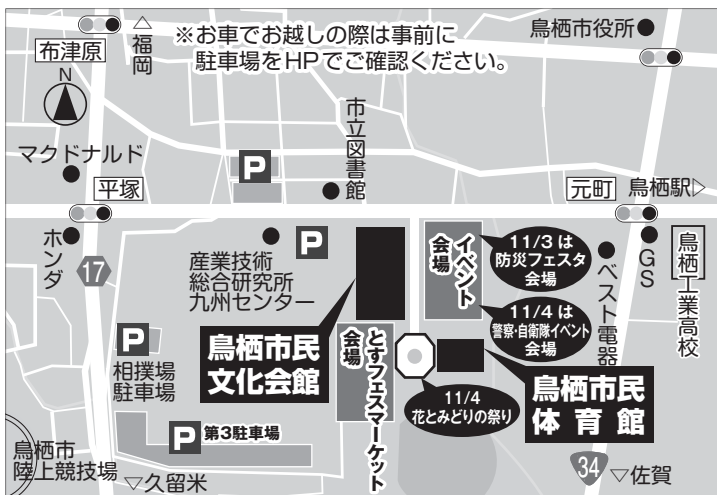 ※お車でお越しの際は事前に
駐車場をHPでご確認ください。
布津原
△
福岡
鳥栖市役所
N
市立図書館
マクドナルド
P
平塚
元町
鳥栖駅▷
ホンダ
17
産業技術
総合研究所
九州センター
P
イベント
会場
11/3 は
防災フェスタ
会場
11/4 は
警察・自衛隊イベント
会場
ベスト電器
GS
鳥栖工業高校
P
相撲場
駐車場
鳥栖市民
文化会館
とすフェスマーケット
会場
11/4
花とみどりの祭り
鳥栖市民
体育館
P
第3駐車場
鳥栖市
陸上競技場
▽久留米
34
▽佐賀